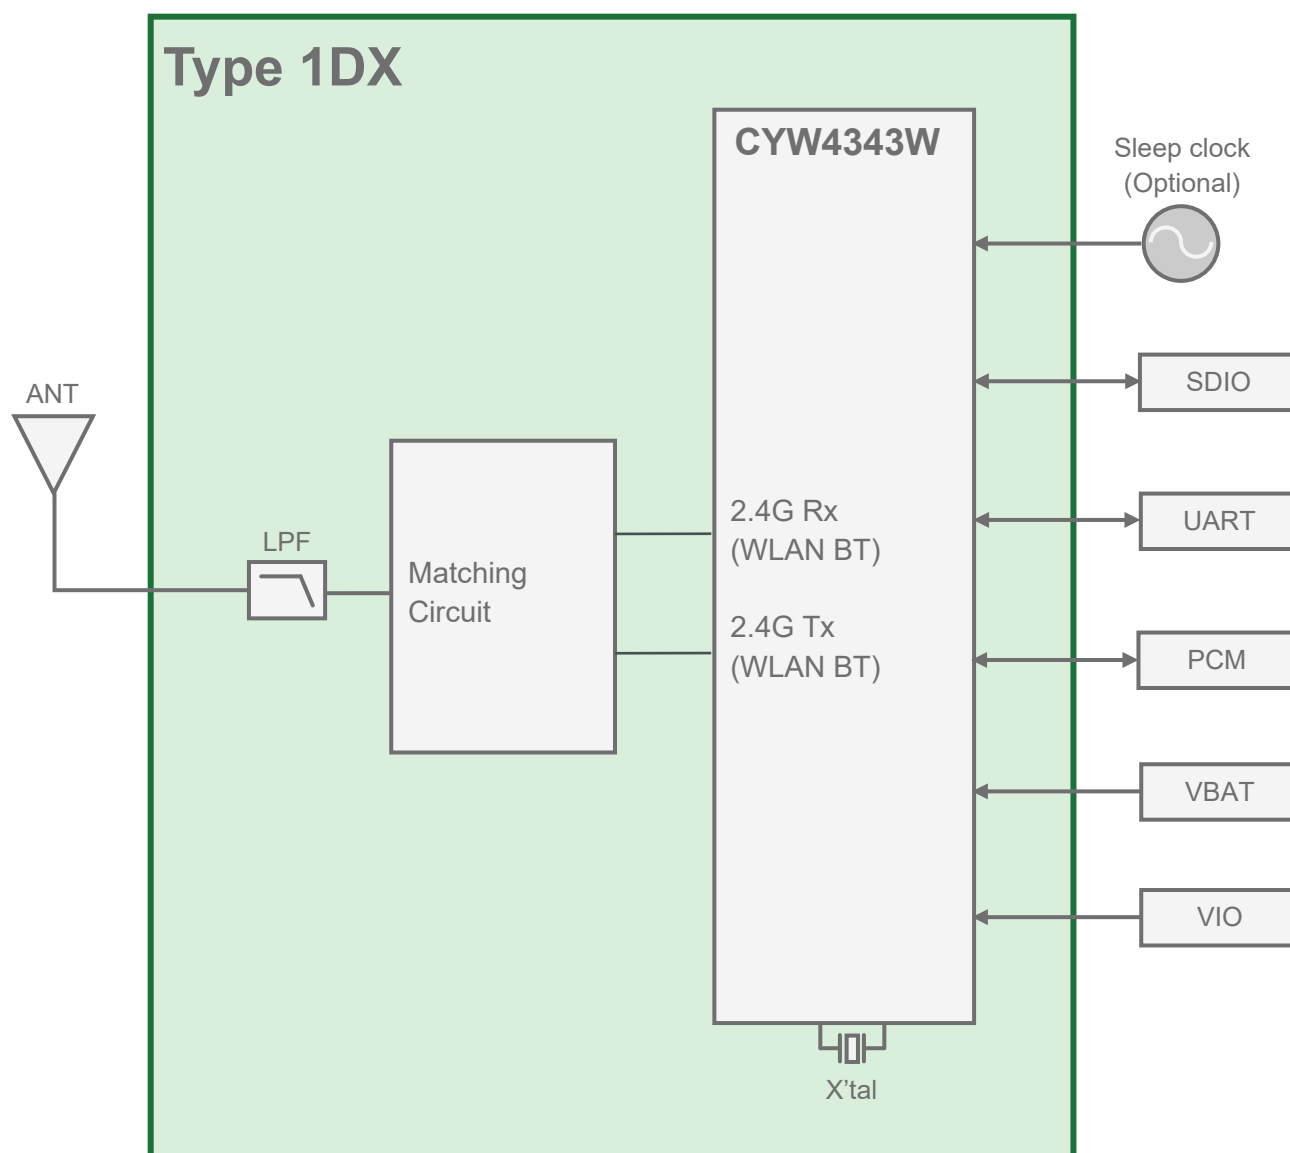 Type 1DX
CYW4343W
Sleep clock
(Optional)
SDIO
ANT
2.4G Rx
(WLAN BT)
UART
LPF
Matching
Circuit
2.4G Tx
(WLAN BT)
PCM
VBAT
VIO
X’tal